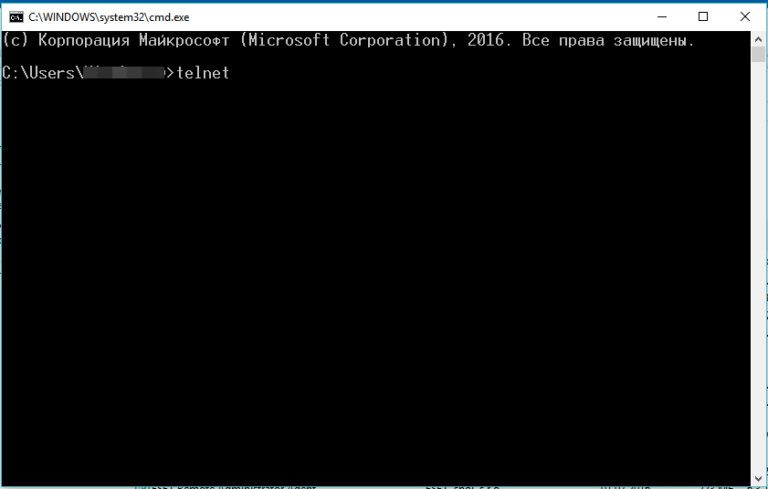 C:\WINDOWS\system32\cmd.exe
(c) Корпорация Майкрософт (Microsoft Corporation), 2016. Все права защищены.
C:\Users\ >telnet